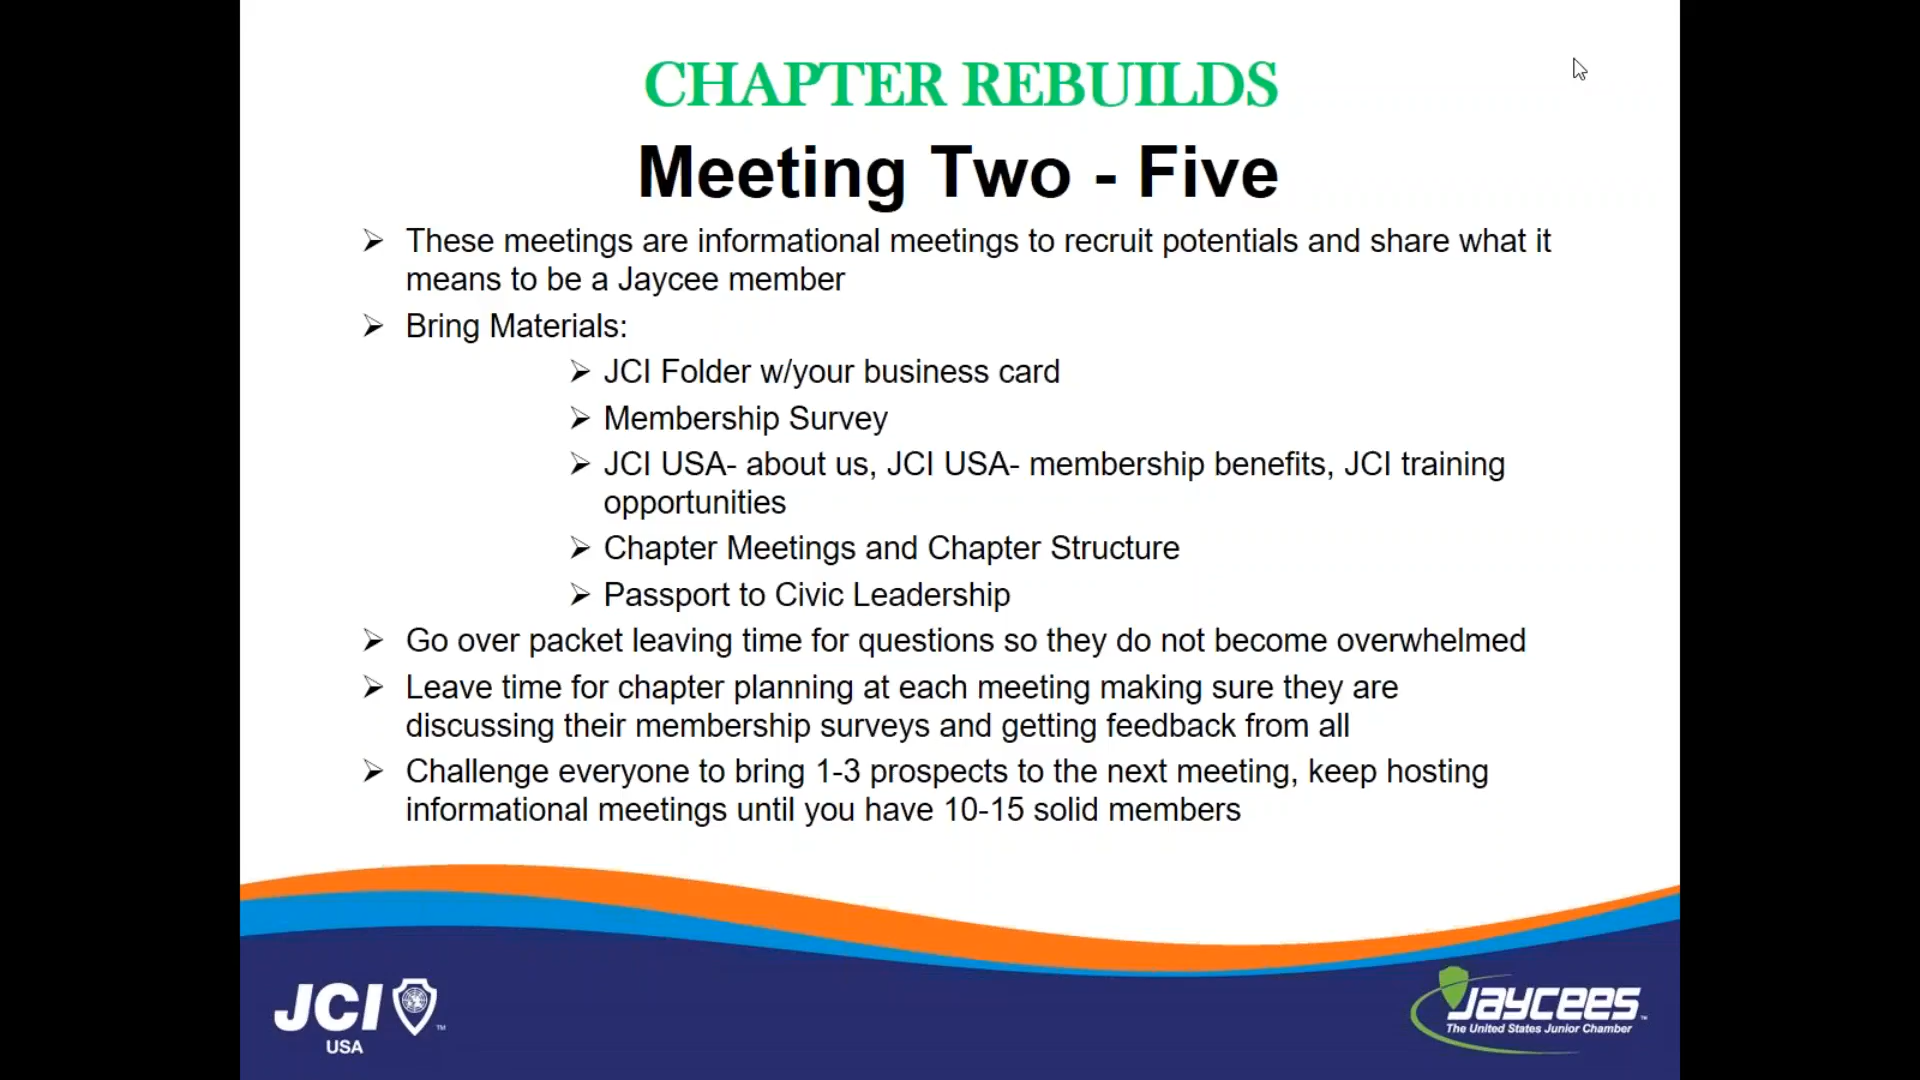 CHAPTER REBUILDS
Meeting Two - Five
➢ These meetings are informational meetings to recruit potentials and share what it
means to be a Jaycee member
➢ Bring Materials:
➢ JCI Folder w/your business card
➢ Membership Survey
➢ JCI USA- about us, JCI USA- membership benefits, JCI training
opportunities
➢ Chapter Meetings and Chapter Structure
➢ Passport to Civic Leadership
➢ Go over packet leaving time for questions so they do not become overwhelmed
➢ Leave time for chapter planning at each meeting making sure they are
discussing their membership surveys and getting feedback from all
➢ Challenge everyone to bring 1-3 prospects to the next meeting, keep hosting
informational meetings until you have 10-15 solid members
JCI ™
USA
Jaycees ™
The United States Junior Chamber